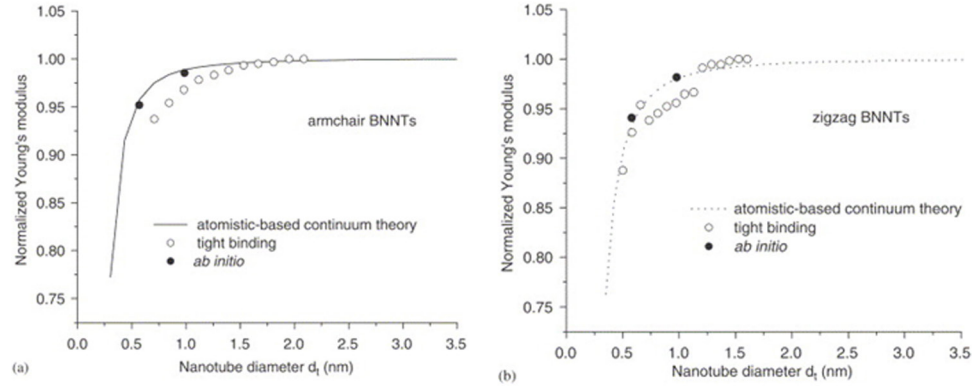 1.05
1.00
0.95
0.90
0.85
0.80
0.75
Normalized Young's modulus
armchair BNNTs
atomistic-based continuum theory
tight binding
ab initio
0.0 0.5 1.0 1.5 2.0 2.5 3.0 3.5
Nanotube diameter dt (nm)
(a)
1.05
1.00
0.95
0.90
0.85
0.80
0.75
Normalized Young's modulus
zigzag BNNTs
atomistic-based continuum theory
tight binding
ab initio
0.0 0.5 1.0 1.5 2.0 2.5 3.0 3.5
Nanotube diameter dt (nm)
(b)